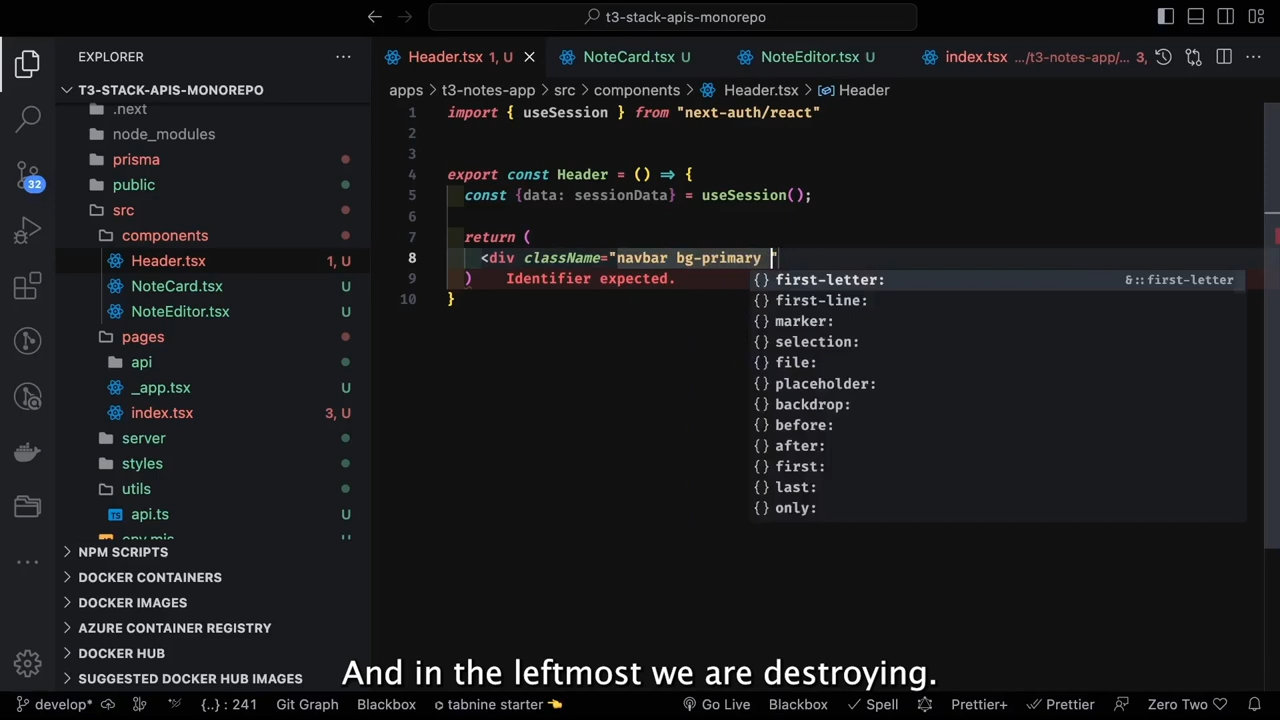 t3-stack-apis-monorepo
EXPLORER
T3-STACK-APIS-MONOREPO
.next
node_modules
prisma
public
src
components
Header.tsx 1, U
NoteCard.tsx U
NoteEditor.tsx U
pages
api
_app.tsx U
index.tsx 3, U
server
styles
utils
api.ts U
NPM SCRIPTS
DOCKER CONTAINERS
DOCKER IMAGES
AZURE CONTAINER REGISTRY
DOCKER HUB
SUGGESTED DOCKER HUB IMAGES
32
Header.tsx 1, U NoteCard.tsx U NoteEditor.tsx U index.tsx .../t3-notes-app/... 3,
apps > t3-notes-app > src > components > Header.tsx > Header
1 import { useSession } from "next-auth/react"
2
3
4 export const Header = () => {
5 const {data: sessionData} = useSession();
6
7 return (
8 <div className="navbar bg-primary "
9 ) Identifier expected.
10 }
{} first-letter: &::first-letter
{} first-line:
{} marker:
{} selection:
{} file:
{} placeholder:
{} backdrop:
{} before:
{} after:
{} first:
{} last:
{} only:
And in the leftmost we are destroying.
develop* {..} : 241 Git Graph Blackbox tabnine starter Go Live Blackbox Spell Prettier+ Prettier Zero Two